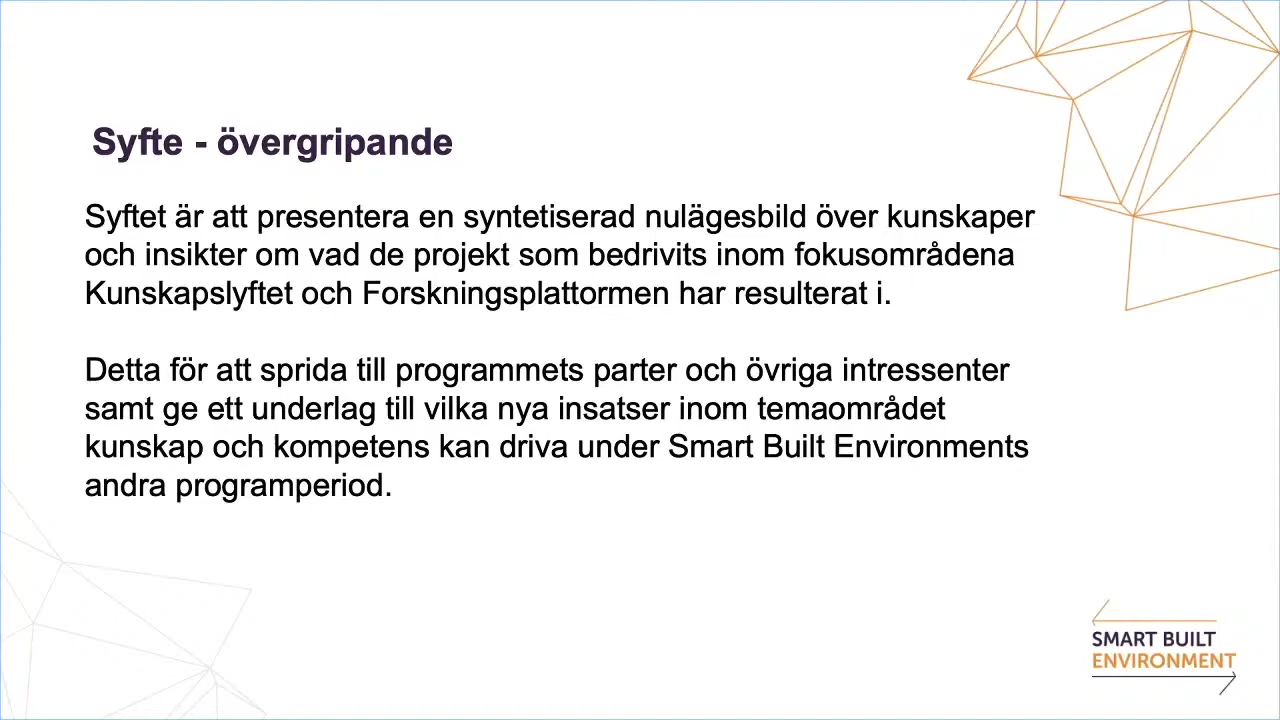 Syfte - övergripande
Syftet är att presentera en syntetiserad nulägesbild över kunskaper
och insikter om vad de projekt som bedrivits inom fokusområdena
Kunskapslyftet och Forskningsplattormen har resulterat i.
Detta för att sprida till programmets parter och övriga intressenter
samt ge ett underlag till vilka nya insatser inom temaområdet
kunskap och kompetens kan driva under Smart Built Environments
andra programperiod.
SMART BUILT
ENVIRONMENT